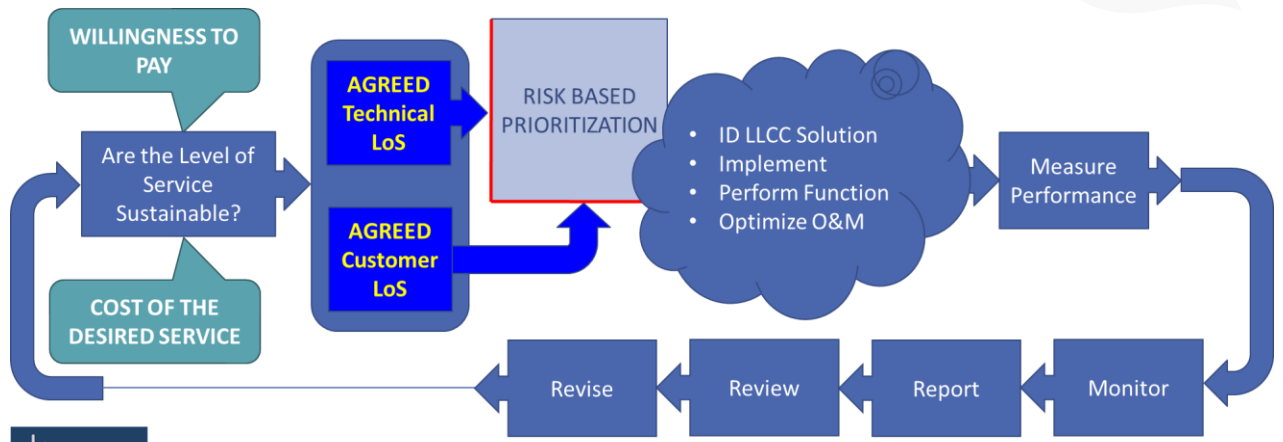 WILLINGNESS TO
PAY
Are the Level of
Service
Sustainable?
COST OF THE
DESIRED SERVICE
AGREED
Technical
LoS
AGREED
Customer
LoS
RISK BASED
PRIORITIZATION
• ID LLCC Solution
• Implement
• Perform Function
• Optimize O&M
Measure
Performance
Monitor
Report
Review
Revise